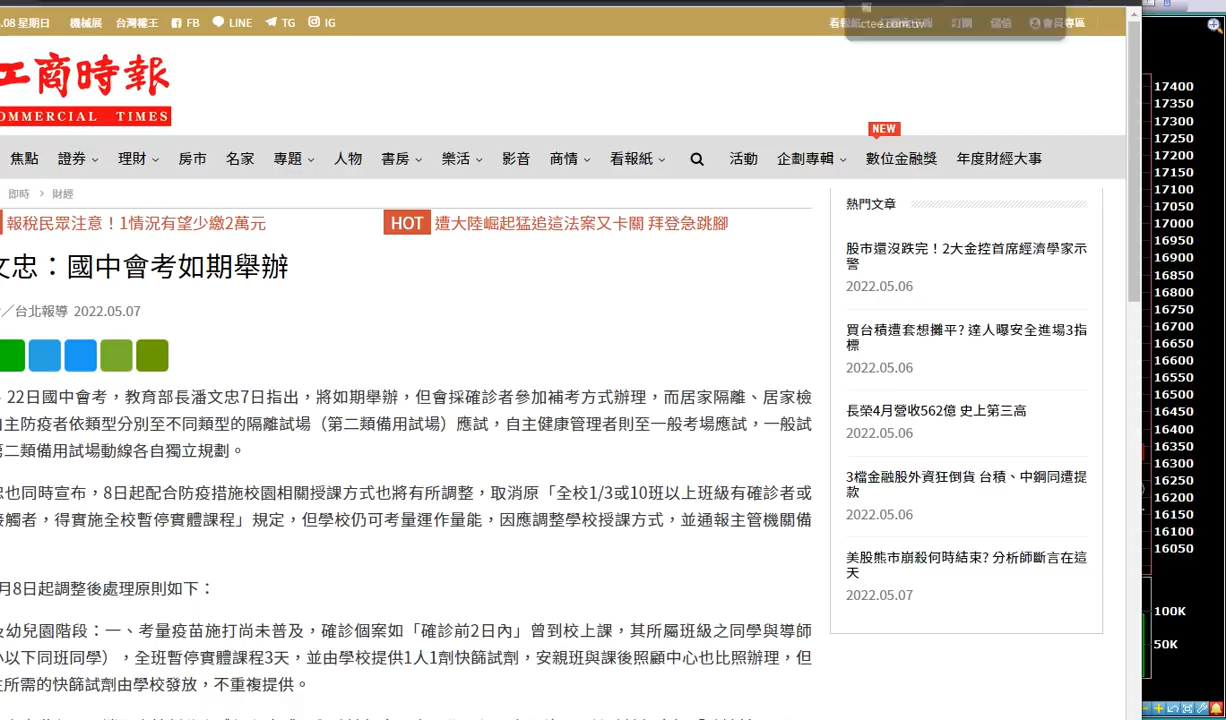 .08 星期日 機械展 台灣權王 FB LINE TG IG
ctee.com.tw
專區
工商時報
OMMERCIAL TIMES
NEW
焦點 證券 理財 房市 名家 專題 人物 書房 樂活 影音 商情 看報紙 活動 企劃專輯 數位金融獎 年度財經大事
即時 > 財經
報稅民眾注意！1情況有望少繳2萬元
HOT 遭大陸崛起猛追這法案又卡關 拜登急跳腳
文忠：國中會考如期舉辦
／台北報導 2022.05.07
、22日國中會考，教育部長潘文忠7日指出，將如期舉辦，但會採確診者參加補考方式辦理，而居家隔離、居家檢
自主防疫者依類型分別至不同類型的隔離試場（第二類備用試場）應試，自主健康管理者則至一般考場應試，一般試
第二類備用試場動線各自獨立規劃。
忠也同時宣布，8日起配合防疫措施校園相關授課方式也將有所調整，取消原「全校1/3或10班以上班級有確診者或
接觸者，得實施全校暫停實體課程」規定，但學校仍可考量運作量能，因應調整學校授課方式，並通報主管機關備
月8日起調整後處理原則如下：
及幼兒園階段：一、考量疫苗施打尚未普及，確診個案如「確診前2日內」曾到校上課，其所屬班級之同學與導師
小以下同班同學），全班暫停實體課程3天，並由學校提供1人1劑快篩試劑，安親班與課後照顧中心也比照辦理，但
生所需的快篩試劑由學校發放，不重複提供。
熱門文章
股市還沒跌完！2大金控首席經濟學家示
警
2022.05.06
買台積遭套想攤平? 達人曝安全進場3指
標
2022.05.06
長榮4月營收562億 史上第三高
2022.05.06
3檔金融股外資狂倒貨 台積、中鋼同遭提
款
2022.05.06
美股熊市崩殺何時結束? 分析師斷言在這
天
2022.05.07
17400
17350
17300
17250
17200
17150
17100
17050
17000
16950
16900
16850
16800
16750
16700
16650
16600
16550
16500
16450
16400
16350
16300
16250
16200
16150
16100
16050
100K
50K